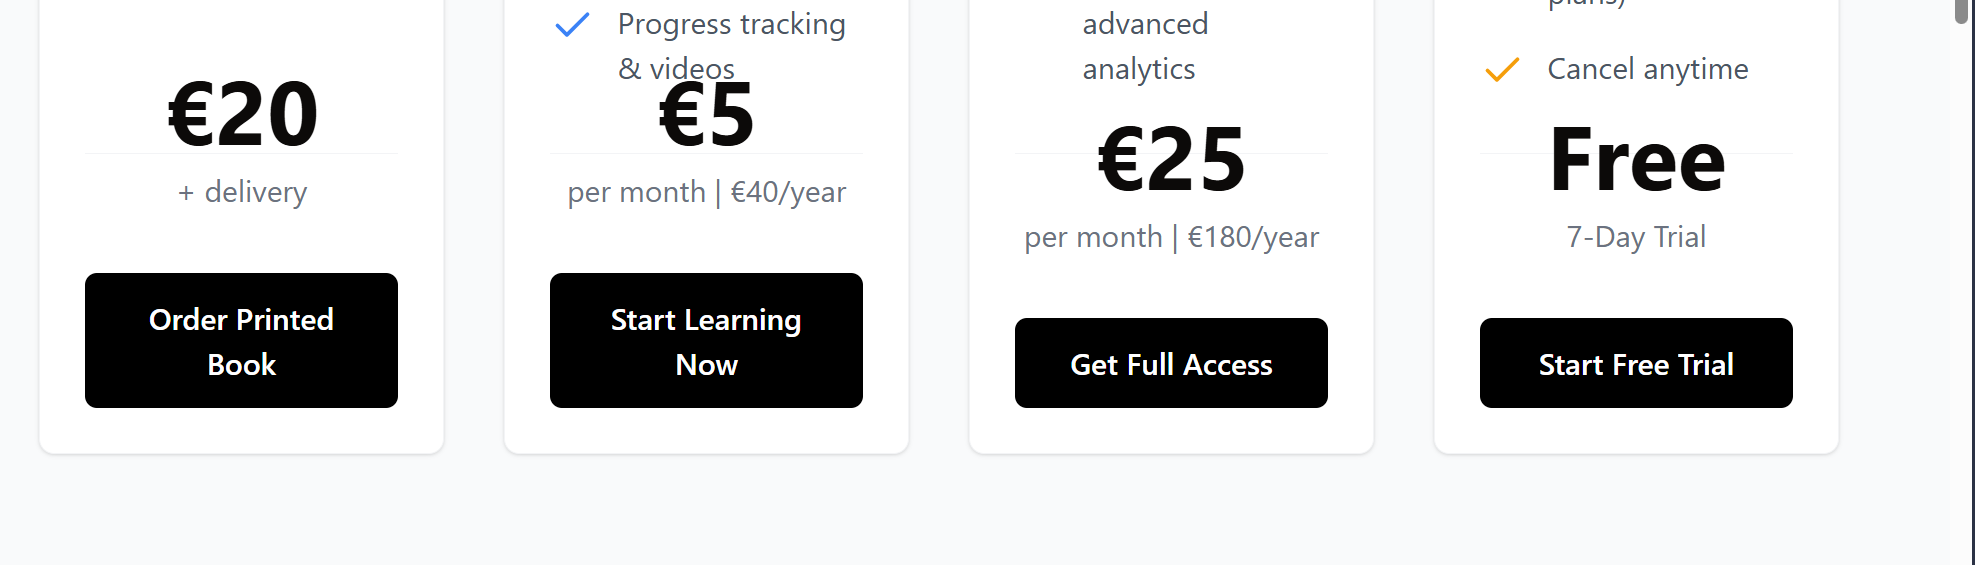 €20
+ delivery
Order Printed
Book
Progress tracking
& videos
€5
per month | €40/year
Start Learning
Now
advanced
analytics
€25
per month | €180/year
Get Full Access
Cancel anytime
Free
7-Day Trial
Start Free Trial